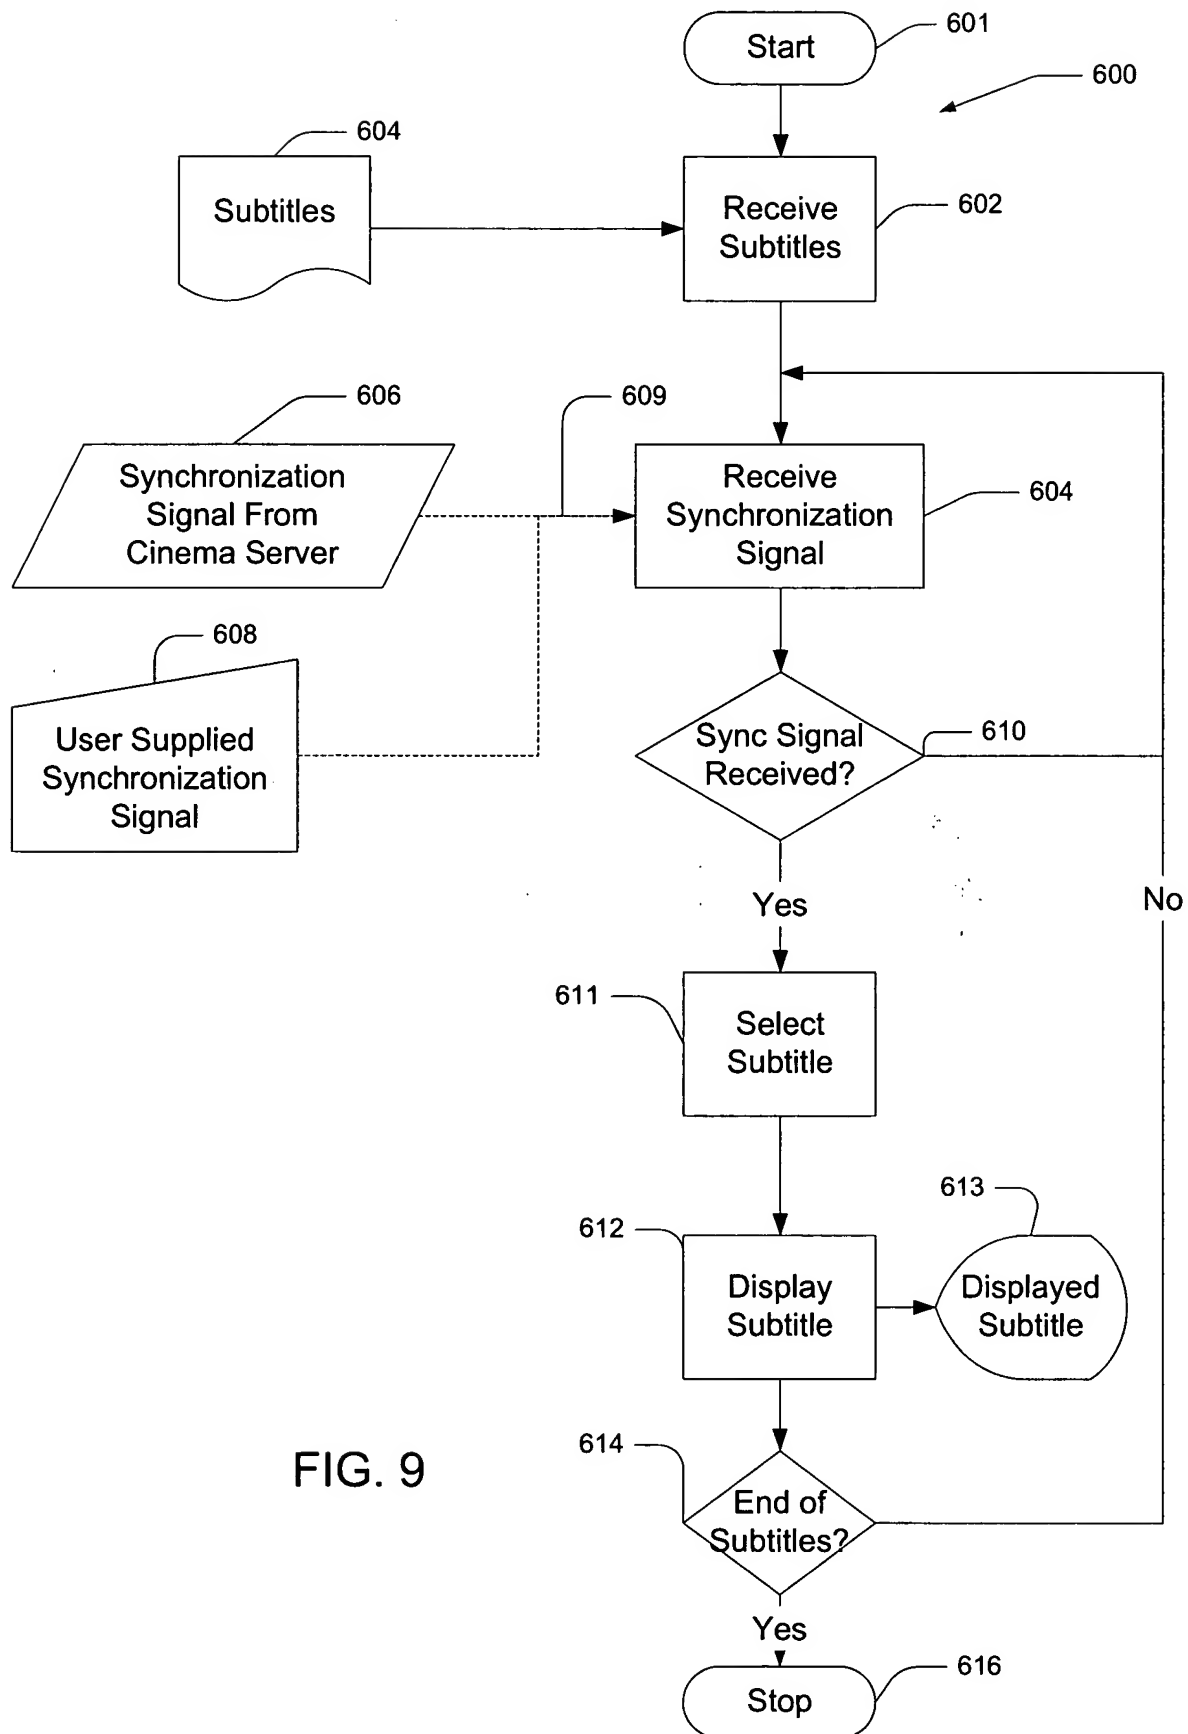 Start
601
600
604
Subtitles
Receive
Subtitles
602
606
609
Synchronization
Signal From
Cinema Server
Receive
Synchronization
Signal
604
608
User Supplied
Synchronization
Signal
Sync Signal
Received?
610
Yes
No
611
Select
Subtitle
613
612
Display
Subtitle
Displayed
Subtitle
614
End of
Subtitles?
FIG. 9
Yes
616
Stop